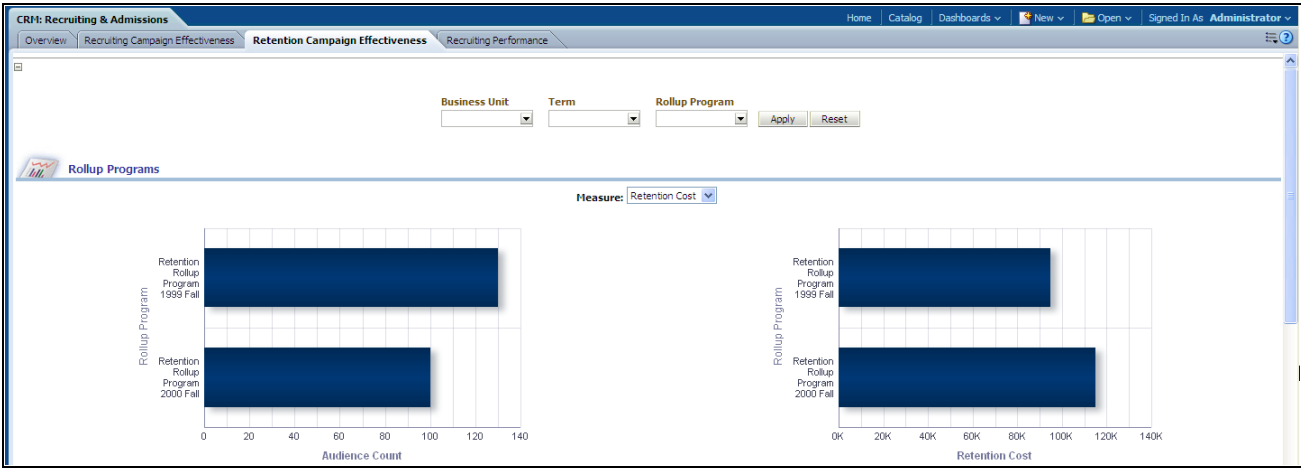 CRM: Recruiting & Admissions
Home Catalog Dashboards New Open Signed In As Administrator
Overview Recruiting Campaign Effectiveness Retention Campaign Effectiveness Recruiting Performance
Business Unit Term Rollup Program
Apply Reset
Rollup Programs
Measure: Retention Cost
Rollup Program
Retention
Rollup
Program
1999 Fall
Retention
Rollup
Program
2000 Fall
0 20 40 60 80 100 120 140
Audience Count
Rollup Program
Retention
Rollup
Program
1999 Fall
Retention
Rollup
Program
2000 Fall
0K 20K 40K 60K 80K 100K 120K 140K
Retention Cost